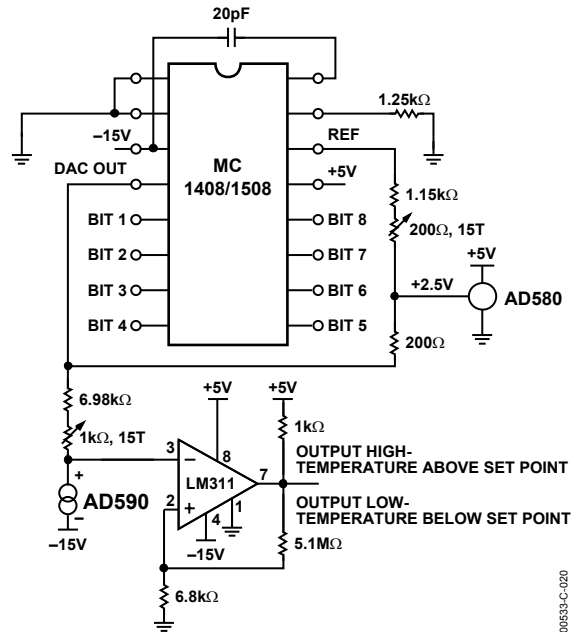 20pF
1.25kΩ
–15V
REF
MC
1408/1508
DAC OUT
+5V
1.15kΩ
BIT 1
BIT 8
200Ω, 15T
BIT 2
BIT 7
+5V
BIT 3
BIT 6
+2.5V
AD580
BIT 4
BIT 5
200Ω
6.98kΩ
+5V
+5V
1kΩ, 15T
1kΩ
3
–
8
OUTPUT HIGH-
TEMPERATURE ABOVE SET POINT
LM311
7
+
AD590
–
–15V
2
+
4
1
–15V
OUTPUT LOW-
TEMPERATURE BELOW SET POINT
5.1MΩ
6.8kΩ
00533-C-020